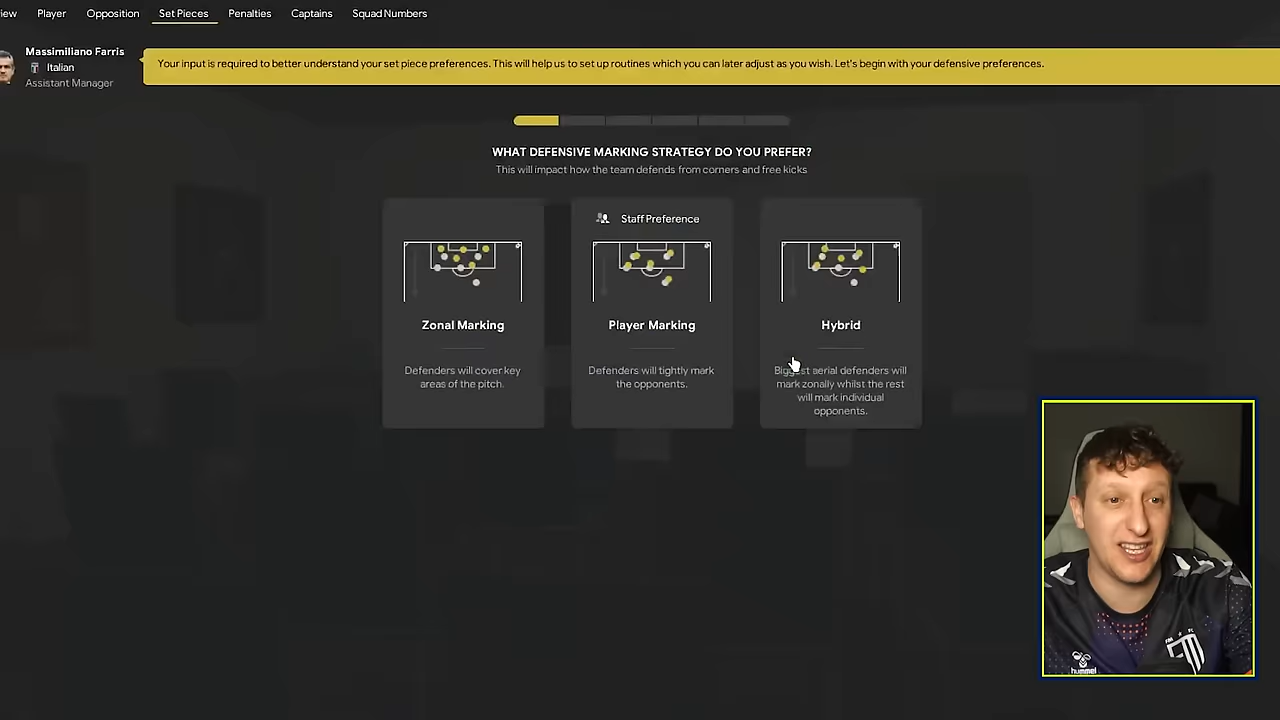 Player Opposition Set Pieces Penalties Captains Squad Numbers
Massimiliano Farris
Italian
Assistant Manager
Your input is required to better understand your set piece preferences. This will help us to set up routines which you can later adjust as you wish. Let's begin with your defensive preferences.
WHAT DEFENSIVE MARKING STRATEGY DO YOU PREFER?
This will impact how the team defends from corners and free kicks
Zonal Marking
Defenders will cover key
areas of the pitch.
Staff Preference
Player Marking
Defenders will tightly mark
the opponents.
Hybrid
Biggest aerial defenders will
mark zonally whilst the rest
will mark individual
opponents.
hummel